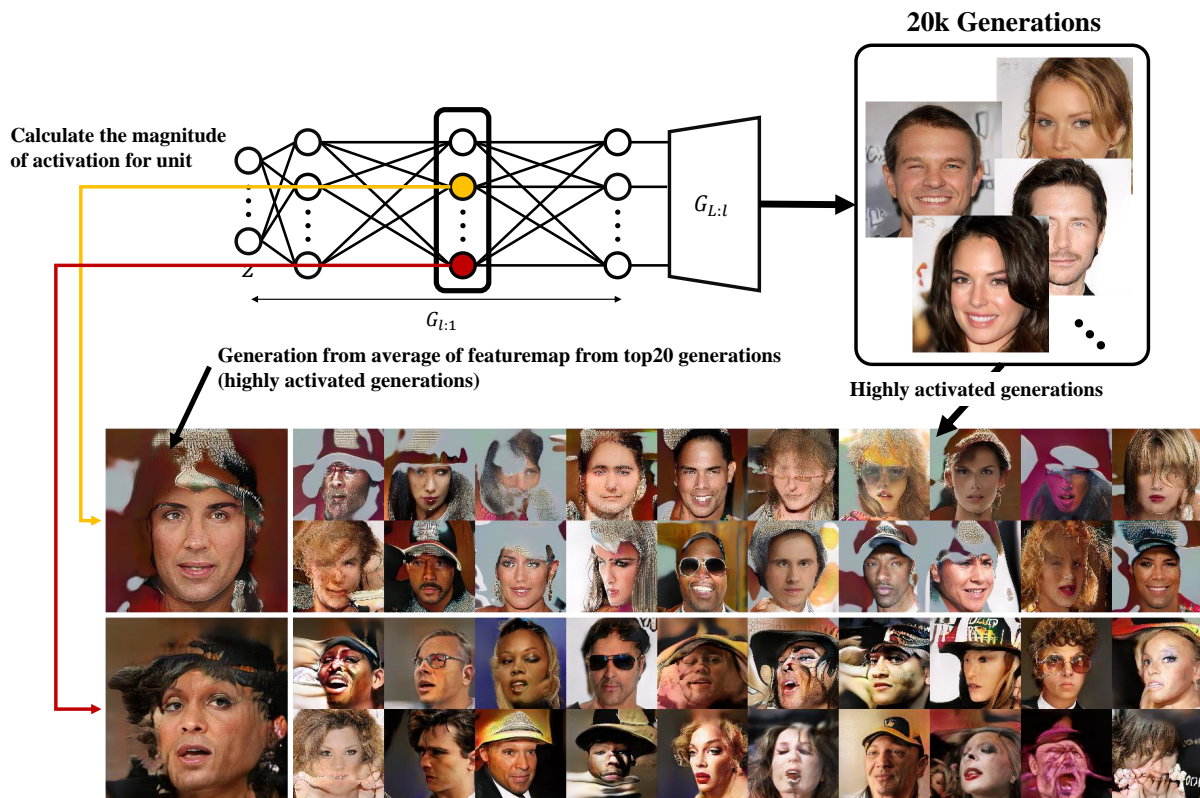 20k Generations
Calculate the magnitude
of activation for unit
z
G_{L:l}
G_{l:1}
Generation from average of featuremap from top20 generations
(highly activated generations)
Highly activated generations